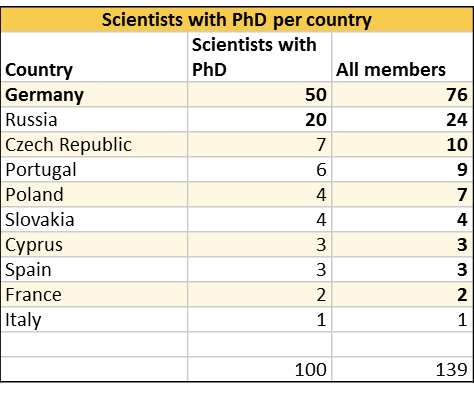 Scientists with PhD per country
Country Scientists with PhD All members
Germany 50 76
Russia 20 24
Czech Republic 7 10
Portugal 6 9
Poland 4 7
Slovakia 4 4
Cyprus 3 3
Spain 3 3
France 2 2
Italy 1 1
100 139